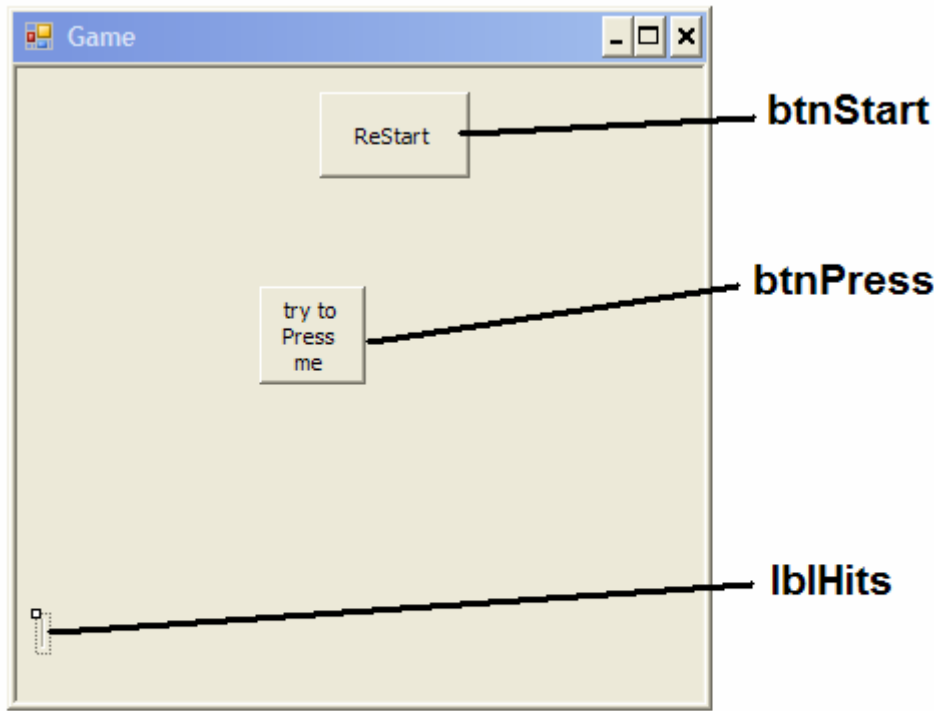 Game
ReStart
btnStart
try to
Press
me
btnPress
lblHits